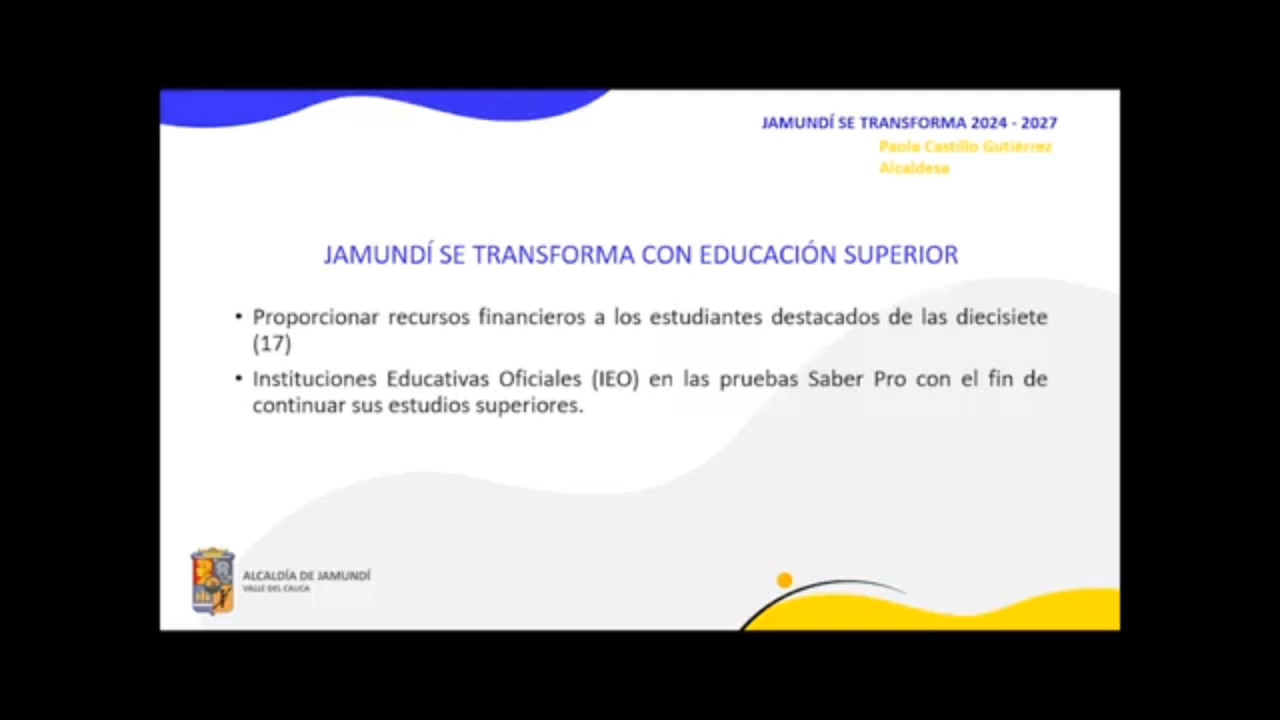 JAMUNDÍ SE TRANSFORMA 2024 - 2027
Paola Castillo Gutiérrez
Alcaldesa
JAMUNDÍ SE TRANSFORMA CON EDUCACIÓN SUPERIOR
• Proporcionar recursos financieros a los estudiantes destacados de las diecisiete
(17)
• Instituciones Educativas Oficiales (IEO) en las pruebas Saber Pro con el fin de
continuar sus estudios superiores.
ALCALDÍA DE JAMUNDÍ
VALLE DEL CAUCA